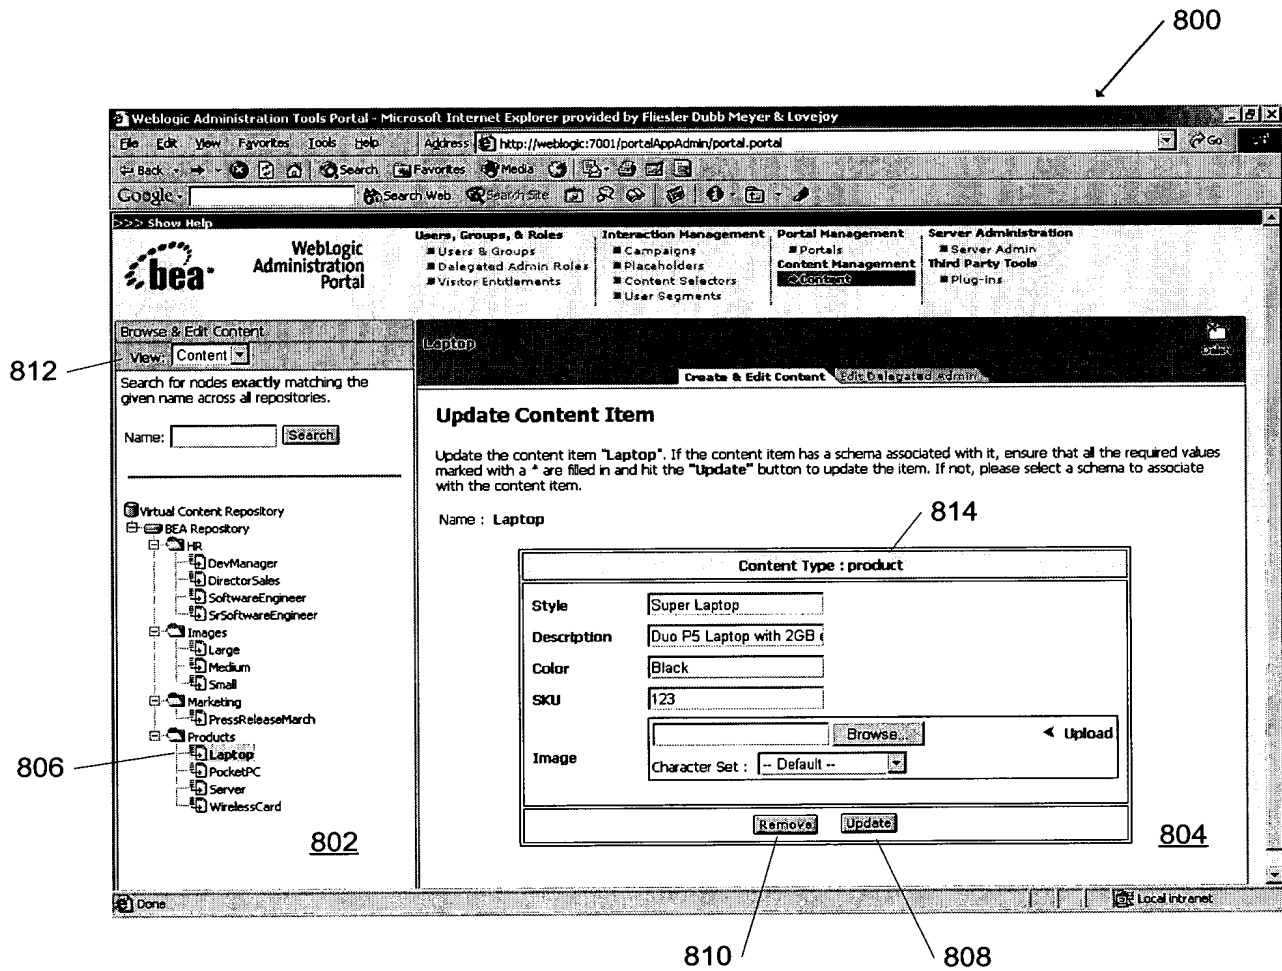 800
Weblogic Administration Tools Portal - Microsoft Internet Explorer provided by Fliesler Dubb Meyer & Lovejoy
File Edit View Favorites Tools Help Address http://weblogic:7001/portalAppAdmin/portal.portal Go
Back Search Favorites Media
Google Search Web Search Site
>>> Show Help
bea
WebLogic
Administration
Portal
Users, Groups, & Roles
Users & Groups
Delegated Admin Roles
Visitor Entitlements
Interaction Management
Campaigns
Placeholders
Content Selectors
User Segments
Portal Management
Portals
Content Management
Content
Server Administration
Server Admin
Third Party Tools
Plug-ins
Browse & Edit Content
View: Content
812
Search for nodes exactly matching the
given name across all repositories.
Name: Search
Virtual Content Repository
BEA Repository
HR
DevManager
DirectorSales
SoftwareEngineer
SrSoftwareEngineer
Images
Large
Medium
Small
Marketing
PressReleaseMarch
Products
Laptop
806
PocketPC
Server
WirelessCard
802
Laptop
Delete
Create & Edit Content Edit Delegated Admin
Update Content Item
Update the content item "Laptop". If the content item has a schema associated with it, ensure that all the required values
marked with a * are filled in and hit the "Update" button to update the item. If not, please select a schema to associate
with the content item.
Name : Laptop
814
Content Type : product
Style Super Laptop
Description Duo P5 Laptop with 2GB
Color Black
SKU 123
Image Browse... Upload
Character Set : -- Default --
Remove Update
804
Done Local intranet
810
808